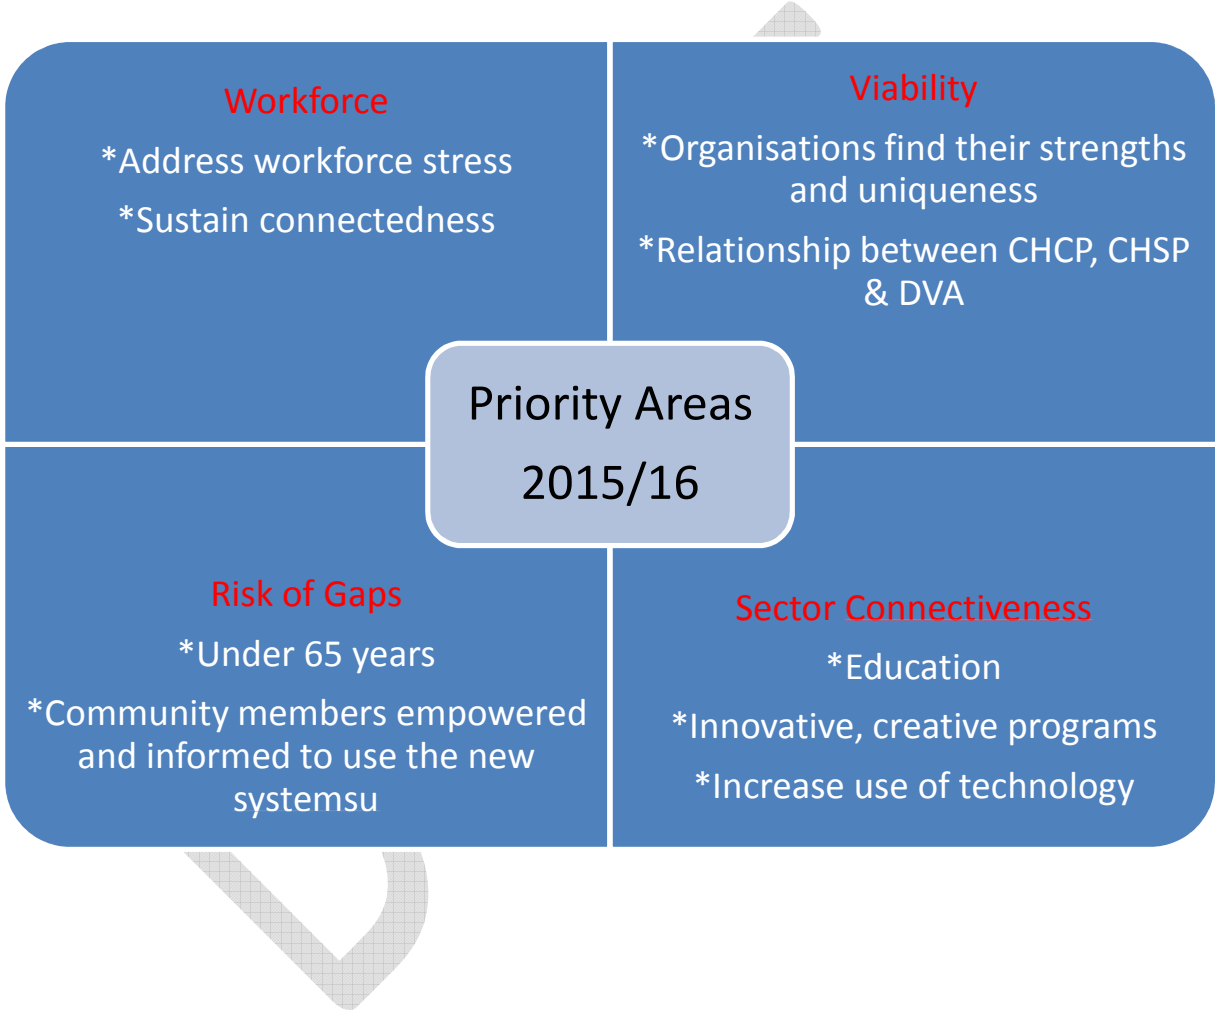 Workforce
*Address workforce stress
*Sustain connectedness
Viability
*Organisations find their strengths
and uniqueness
*Relationship between CHCP, CHSP
& DVA
Priority Areas
2015/16
Risk of Gaps
*Under 65 years
*Community members empowered
and informed to use the new
systemsu
Sector Connectiveness
*Education
*Innovative, creative programs
*Increase use of technology